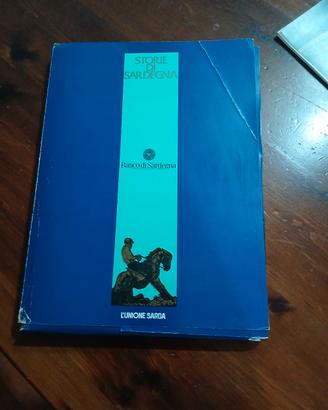 STORIE
DI
SARDEGNA
Banco di Sardegna
L'UNIONE SARDA